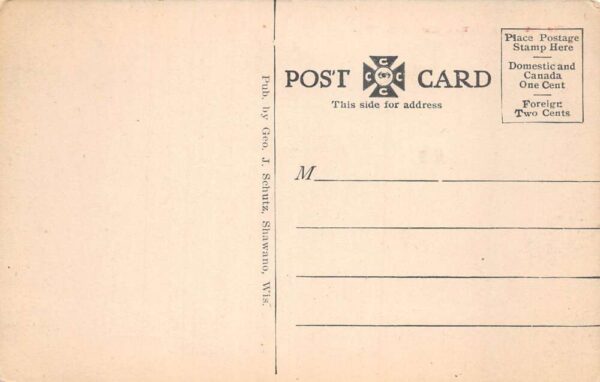 Place Postage
Stamp Here
Domestic and
Canada
One Cent
Foreign
Two Cents
POST CARD
C
C C
C
This side for address
M
Pub. by Geo. J. Schutz, Shawano, Wis.